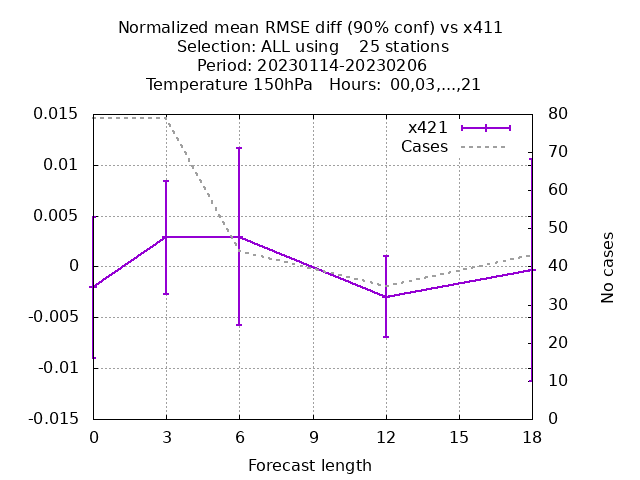 Normalized mean RMSE diff (90% conf) vs x411
Selection: ALL using    25 stations
Period: 20230114-20230206
Temperature 150hPa   Hours:  00,03,...,21
x421
Cases
0.015
0.01
0.005
0
-0.005
-0.01
-0.015
80
70
60
50
40
30
20
10
0
No cases
0 3 6 9 12 15 18
Forecast length